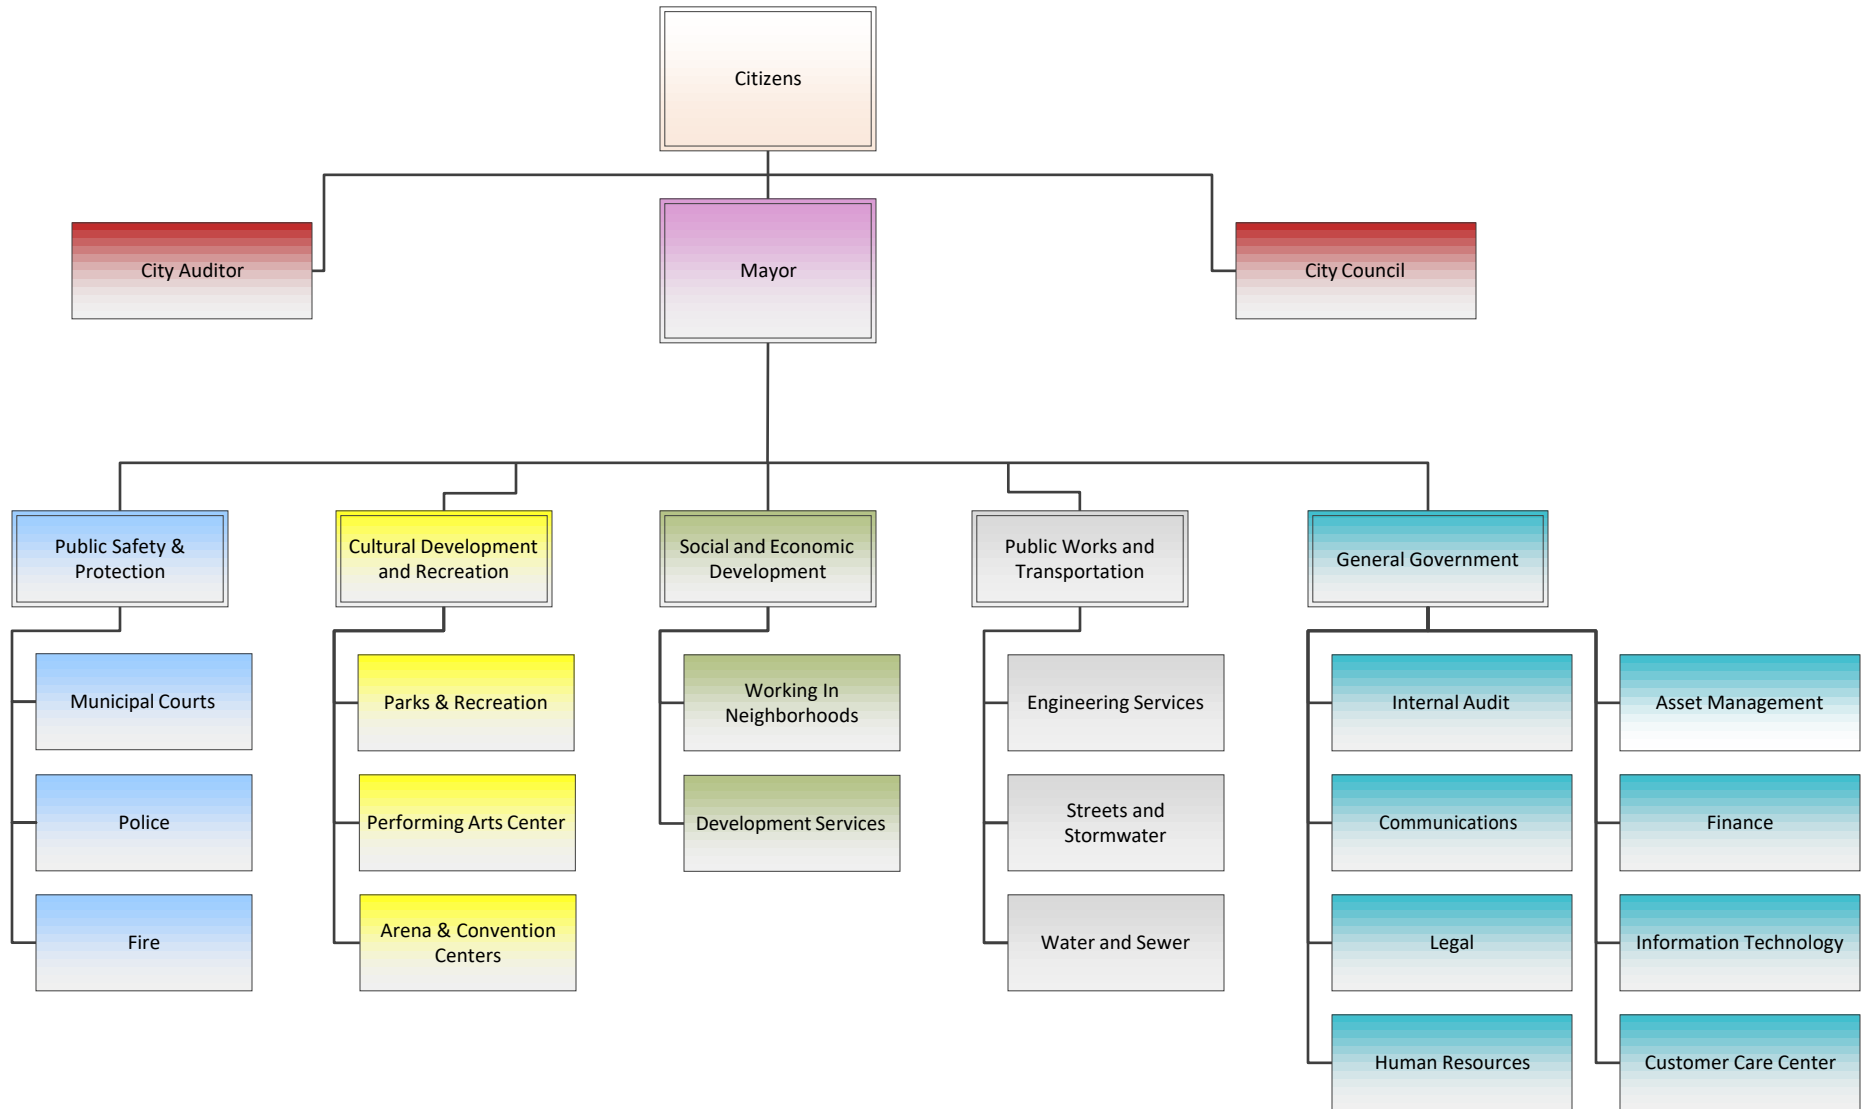 Citizens
City Auditor
Mayor
City Council
Public Safety &
Protection
Cultural Development
and Recreation
Social and Economic
Development
Public Works and
Transportation
General Government
Municipal Courts
Police
Fire
Parks & Recreation
Performing Arts Center
Arena & Convention
Centers
Working In
Neighborhoods
Development Services
Engineering Services
Streets and
Stormwater
Water and Sewer
Internal Audit
Communications
Legal
Human Resources
Asset Management
Finance
Information Technology
Customer Care Center